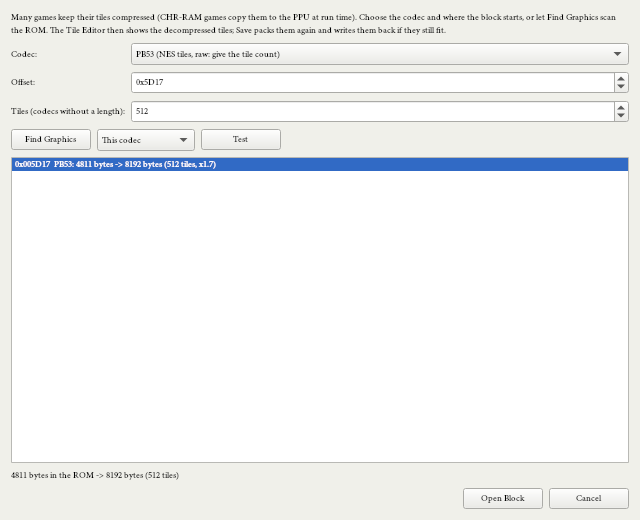 Many games keep their tiles compressed (CHR-RAM games copy them to the PPU at run time). Choose the codec and where the block starts, or let Find Graphics scan
the ROM. The Tile Editor then shows the decompressed tiles; Save packs them again and writes them back if they still fit.
Codec: PB53 (NES tiles, raw: give the tile count)
Offset: 0x5D17
Tiles (codecs without a length): 512
Find Graphics This codec Test
0x005D17 PB53: 4811 bytes -> 8192 bytes (512 tiles, x1.7)
4811 bytes in the ROM -> 8192 bytes (512 tiles)
Open Block Cancel